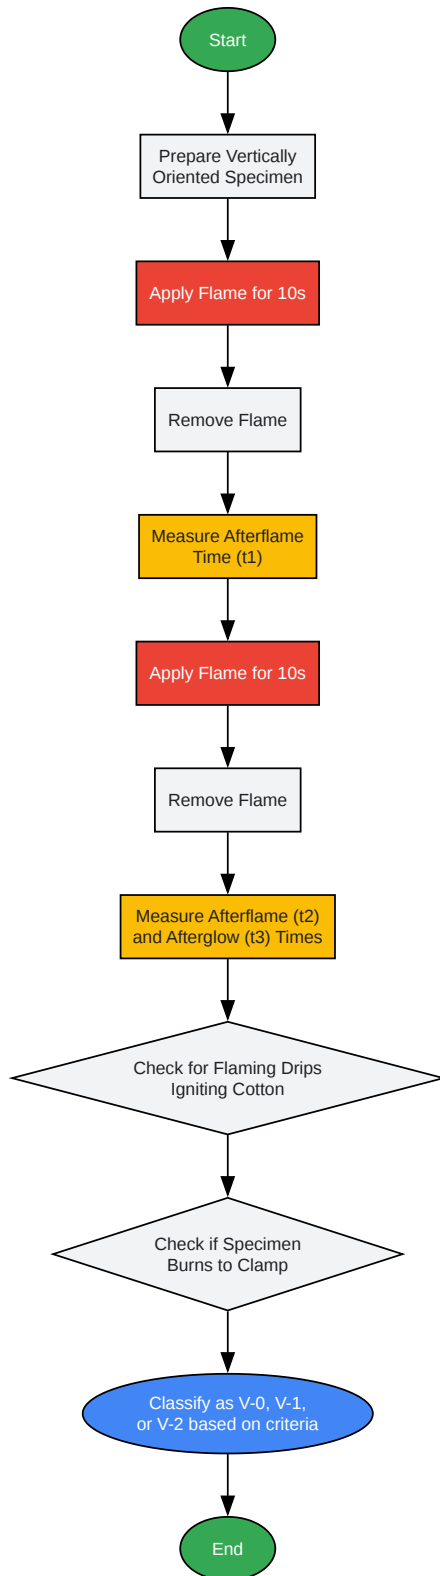 Start
Prepare Vertically
Oriented Specimen
Apply Flame for 10s
Remove Flame
Measure Afterflame
Time (t1)
Apply Flame for 10s
Remove Flame
Measure Afterflame (t2)
and Afterglow (t3) Times
Check for Flaming Drips
Igniting Cotton
Check if Specimen
Burns to Clamp
Classify as V-0, V-1,
or V-2 based on criteria
End